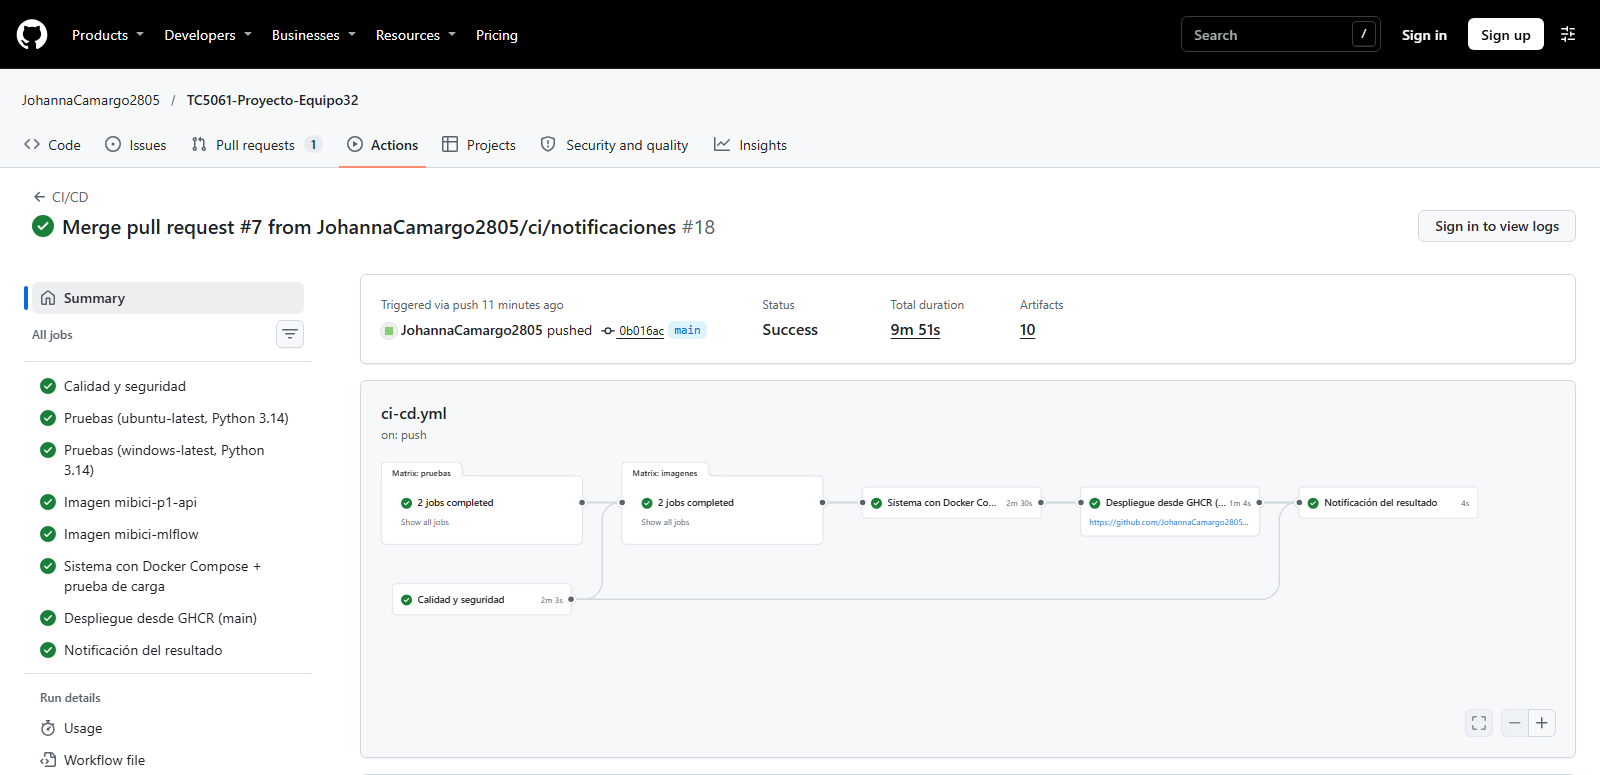 Products Developers Businesses Resources Pricing Search / Sign in Sign up
JohannaCamargo2805 / TC5061-Proyecto-Equipo32
Code Issues Pull requests 1 Actions Projects Security and quality Insights
CI/CD
Merge pull request #7 from JohannaCamargo2805/ci/notificaciones #18
Sign in to view logs
Summary
All jobs
Calidad y seguridad
Pruebas (ubuntu-latest, Python 3.14)
Pruebas (windows-latest, Python
3.14)
Imagen mibici-p1-api
Imagen mibici-mlflow
Sistema con Docker Compose +
prueba de carga
Despliegue desde GHCR (main)
Notificación del resultado
Run details
Usage
Workflow file
Triggered via push 11 minutes ago Status Total duration Artifacts
JohannaCamargo2805 pushed 0b016ac main Success 9m 51s 10
ci-cd.yml
on: push
Matrix: pruebas
2 jobs completed
Show all jobs
Matrix: imagenes
2 jobs completed
Show all jobs
Sistema con Docker Co... 2m 30s
Despliegue desde GHCR (... 1m 4s
https://github.com/JohannaCamargo2805...
Notificación del resultado 4s
Calidad y seguridad 2m 3s